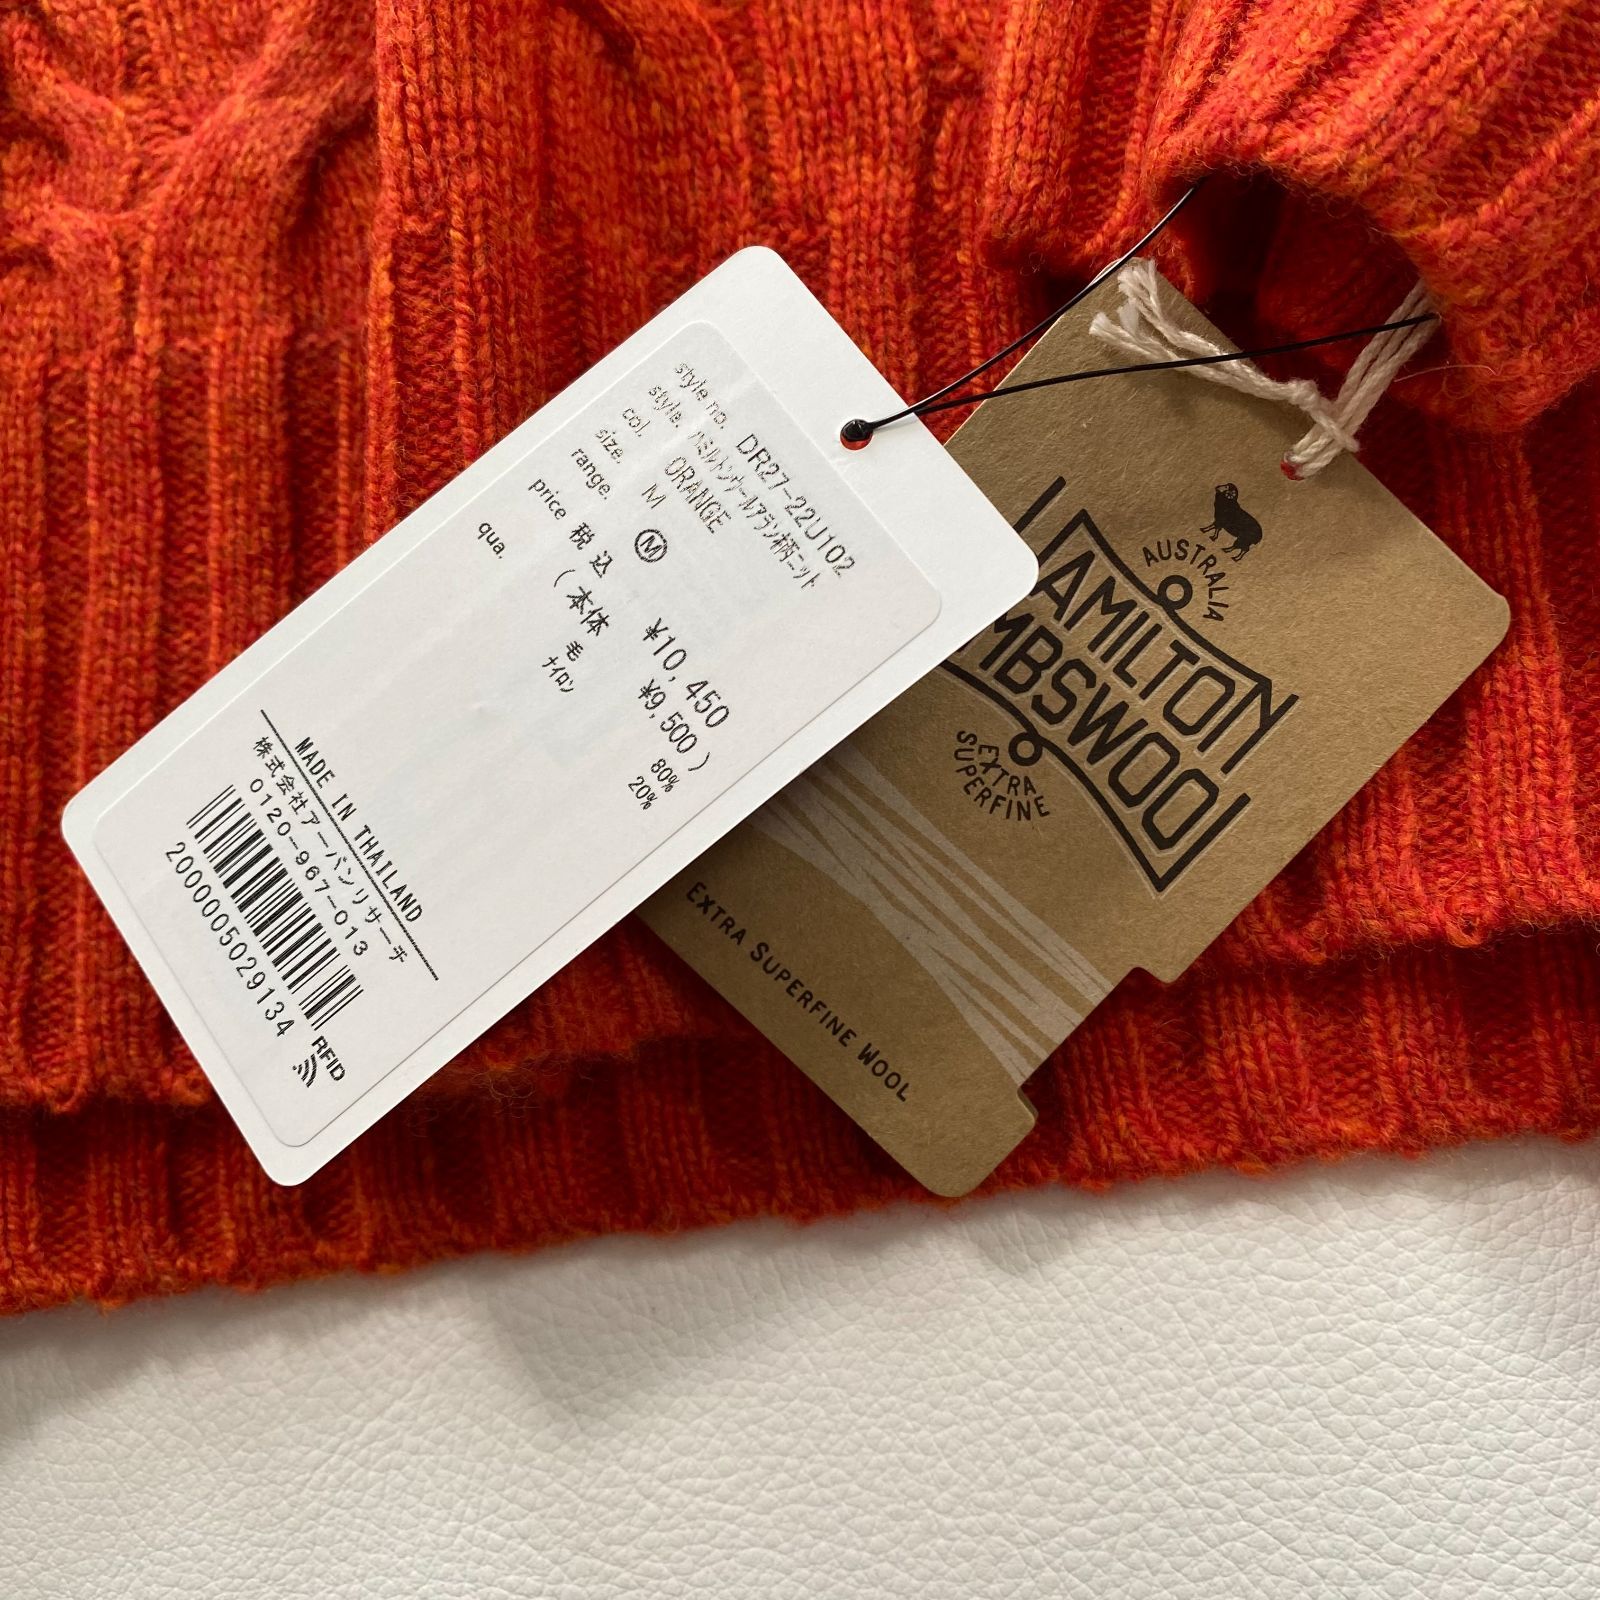 style no. DR27-22U102
style. ハミルトンウールアラン柄ニット
col. ORANGE
size. M
range. Ⓜ
price 税込 ¥10,450
(本体 ¥9,500)
qua. 毛 80%
ナイロン 20%
MADE IN THAILAND
株式会社アーバンリサーチ
0120-967-013
2000005029134
RFID
AUSTRALIA
HAMILTON
MBSWOOL
EXTRA
SUPERFINE
EXTRA SUPERFINE WOOL